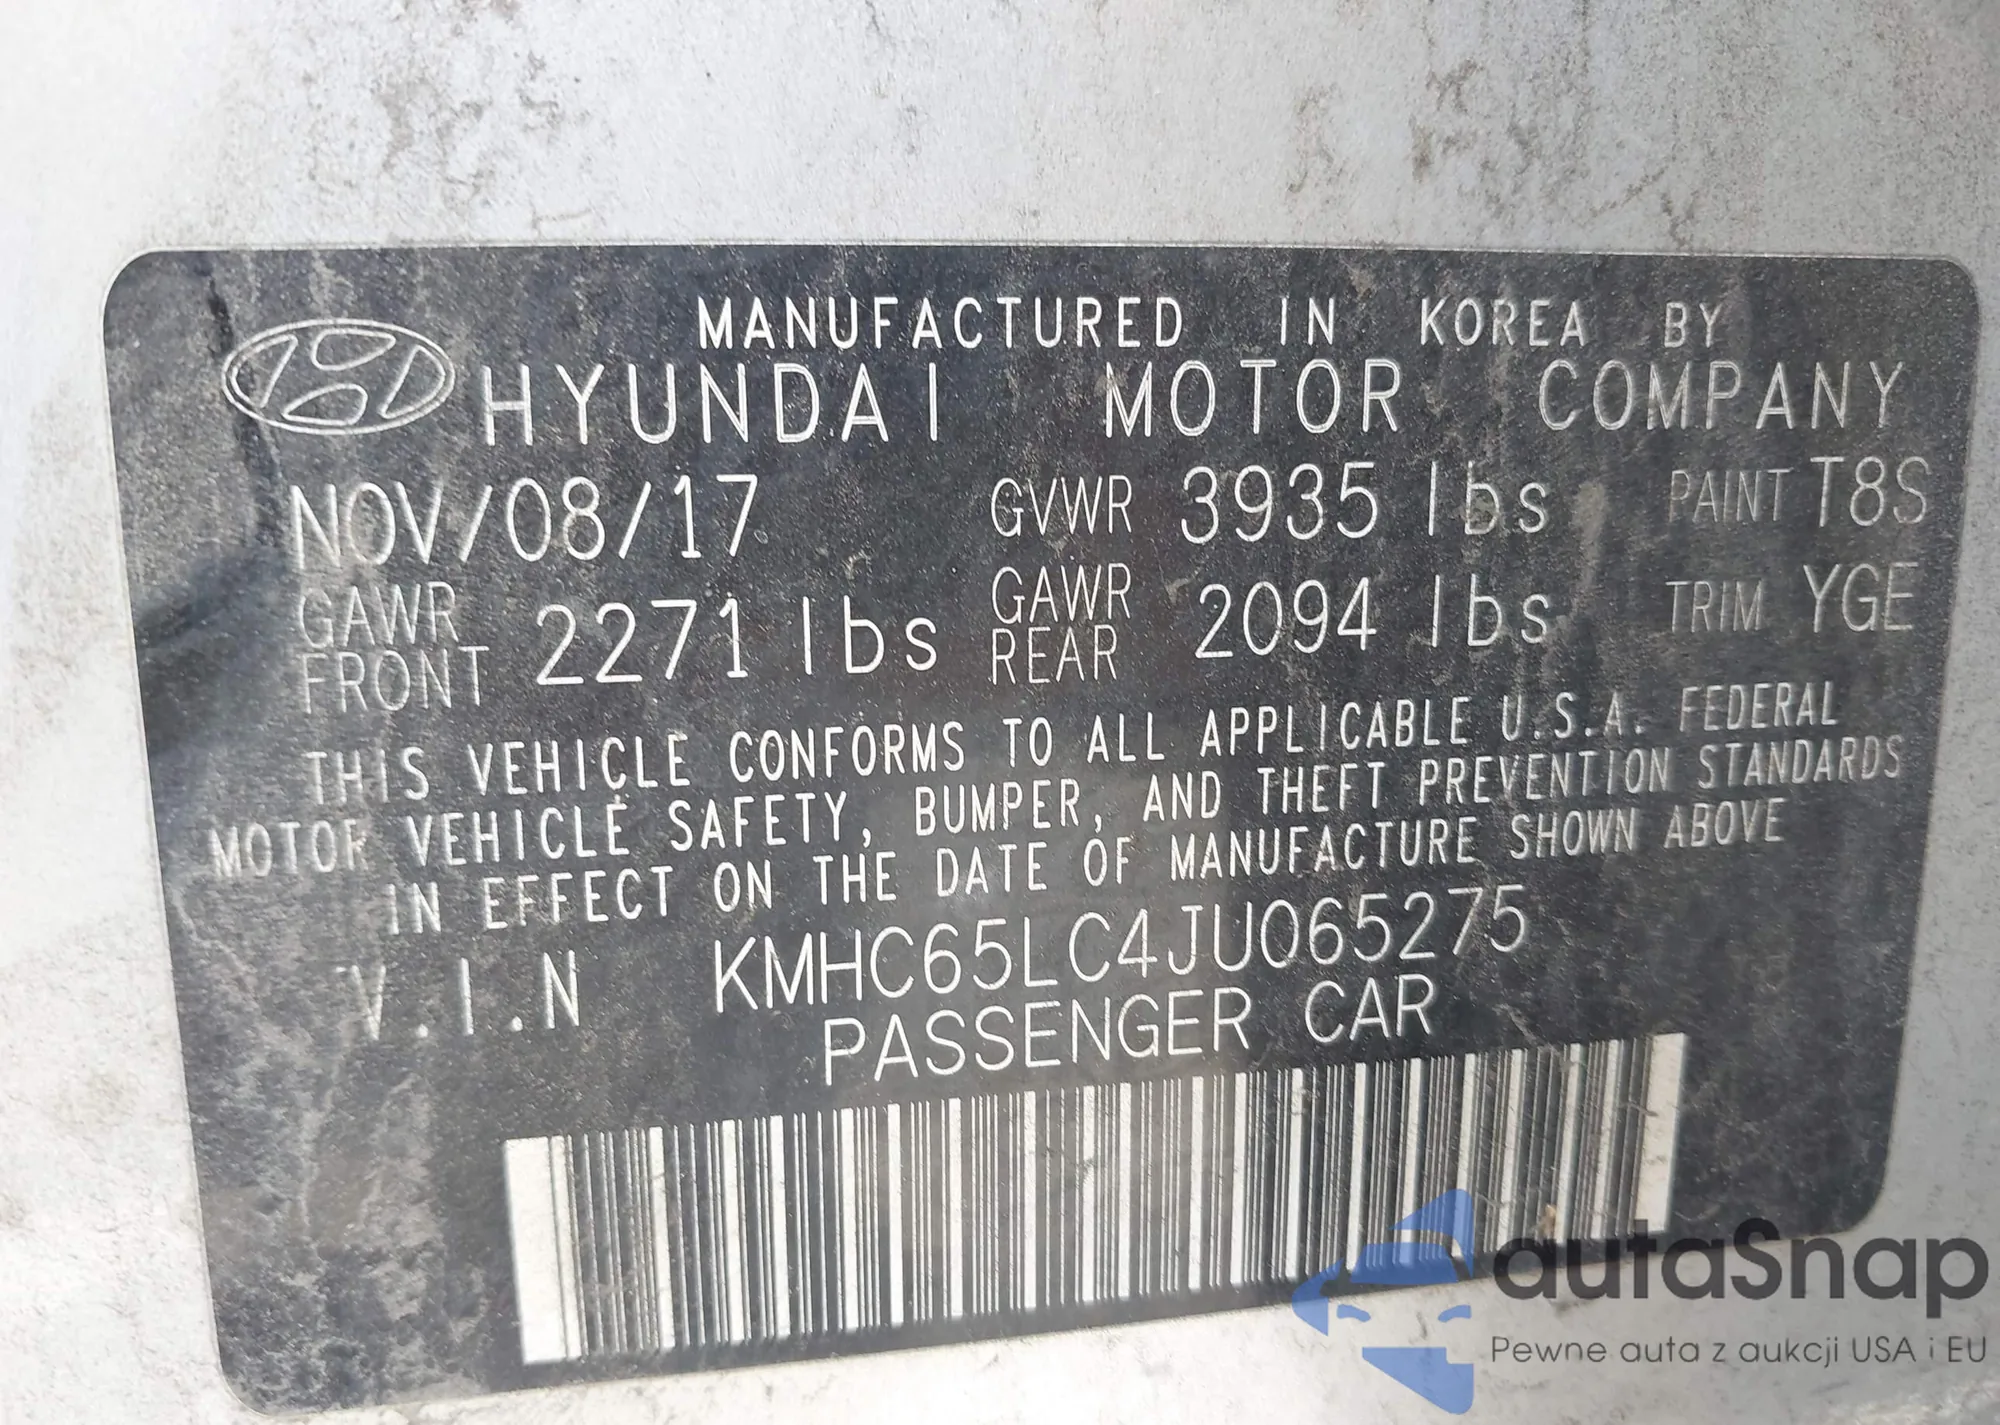 MANUFACTURED IN KOREA BY
HYUNDAI MOTOR COMPANY
NOV/08/17 GVWR 3935 lbs PAINT T8S
GAWR FRONT 2271 lbs GAWR REAR 2094 lbs TRIM YGE
THIS VEHICLE CONFORMS TO ALL APPLICABLE U.S.A. FEDERAL
MOTOR VEHICLE SAFETY, BUMPER, AND THEFT PREVENTION STANDARDS
IN EFFECT ON THE DATE OF MANUFACTURE SHOWN ABOVE
V.I.N KMHC65LC4JU065275
PASSENGER CAR
autaSnap
Pewne auta z aukcji USA i EU